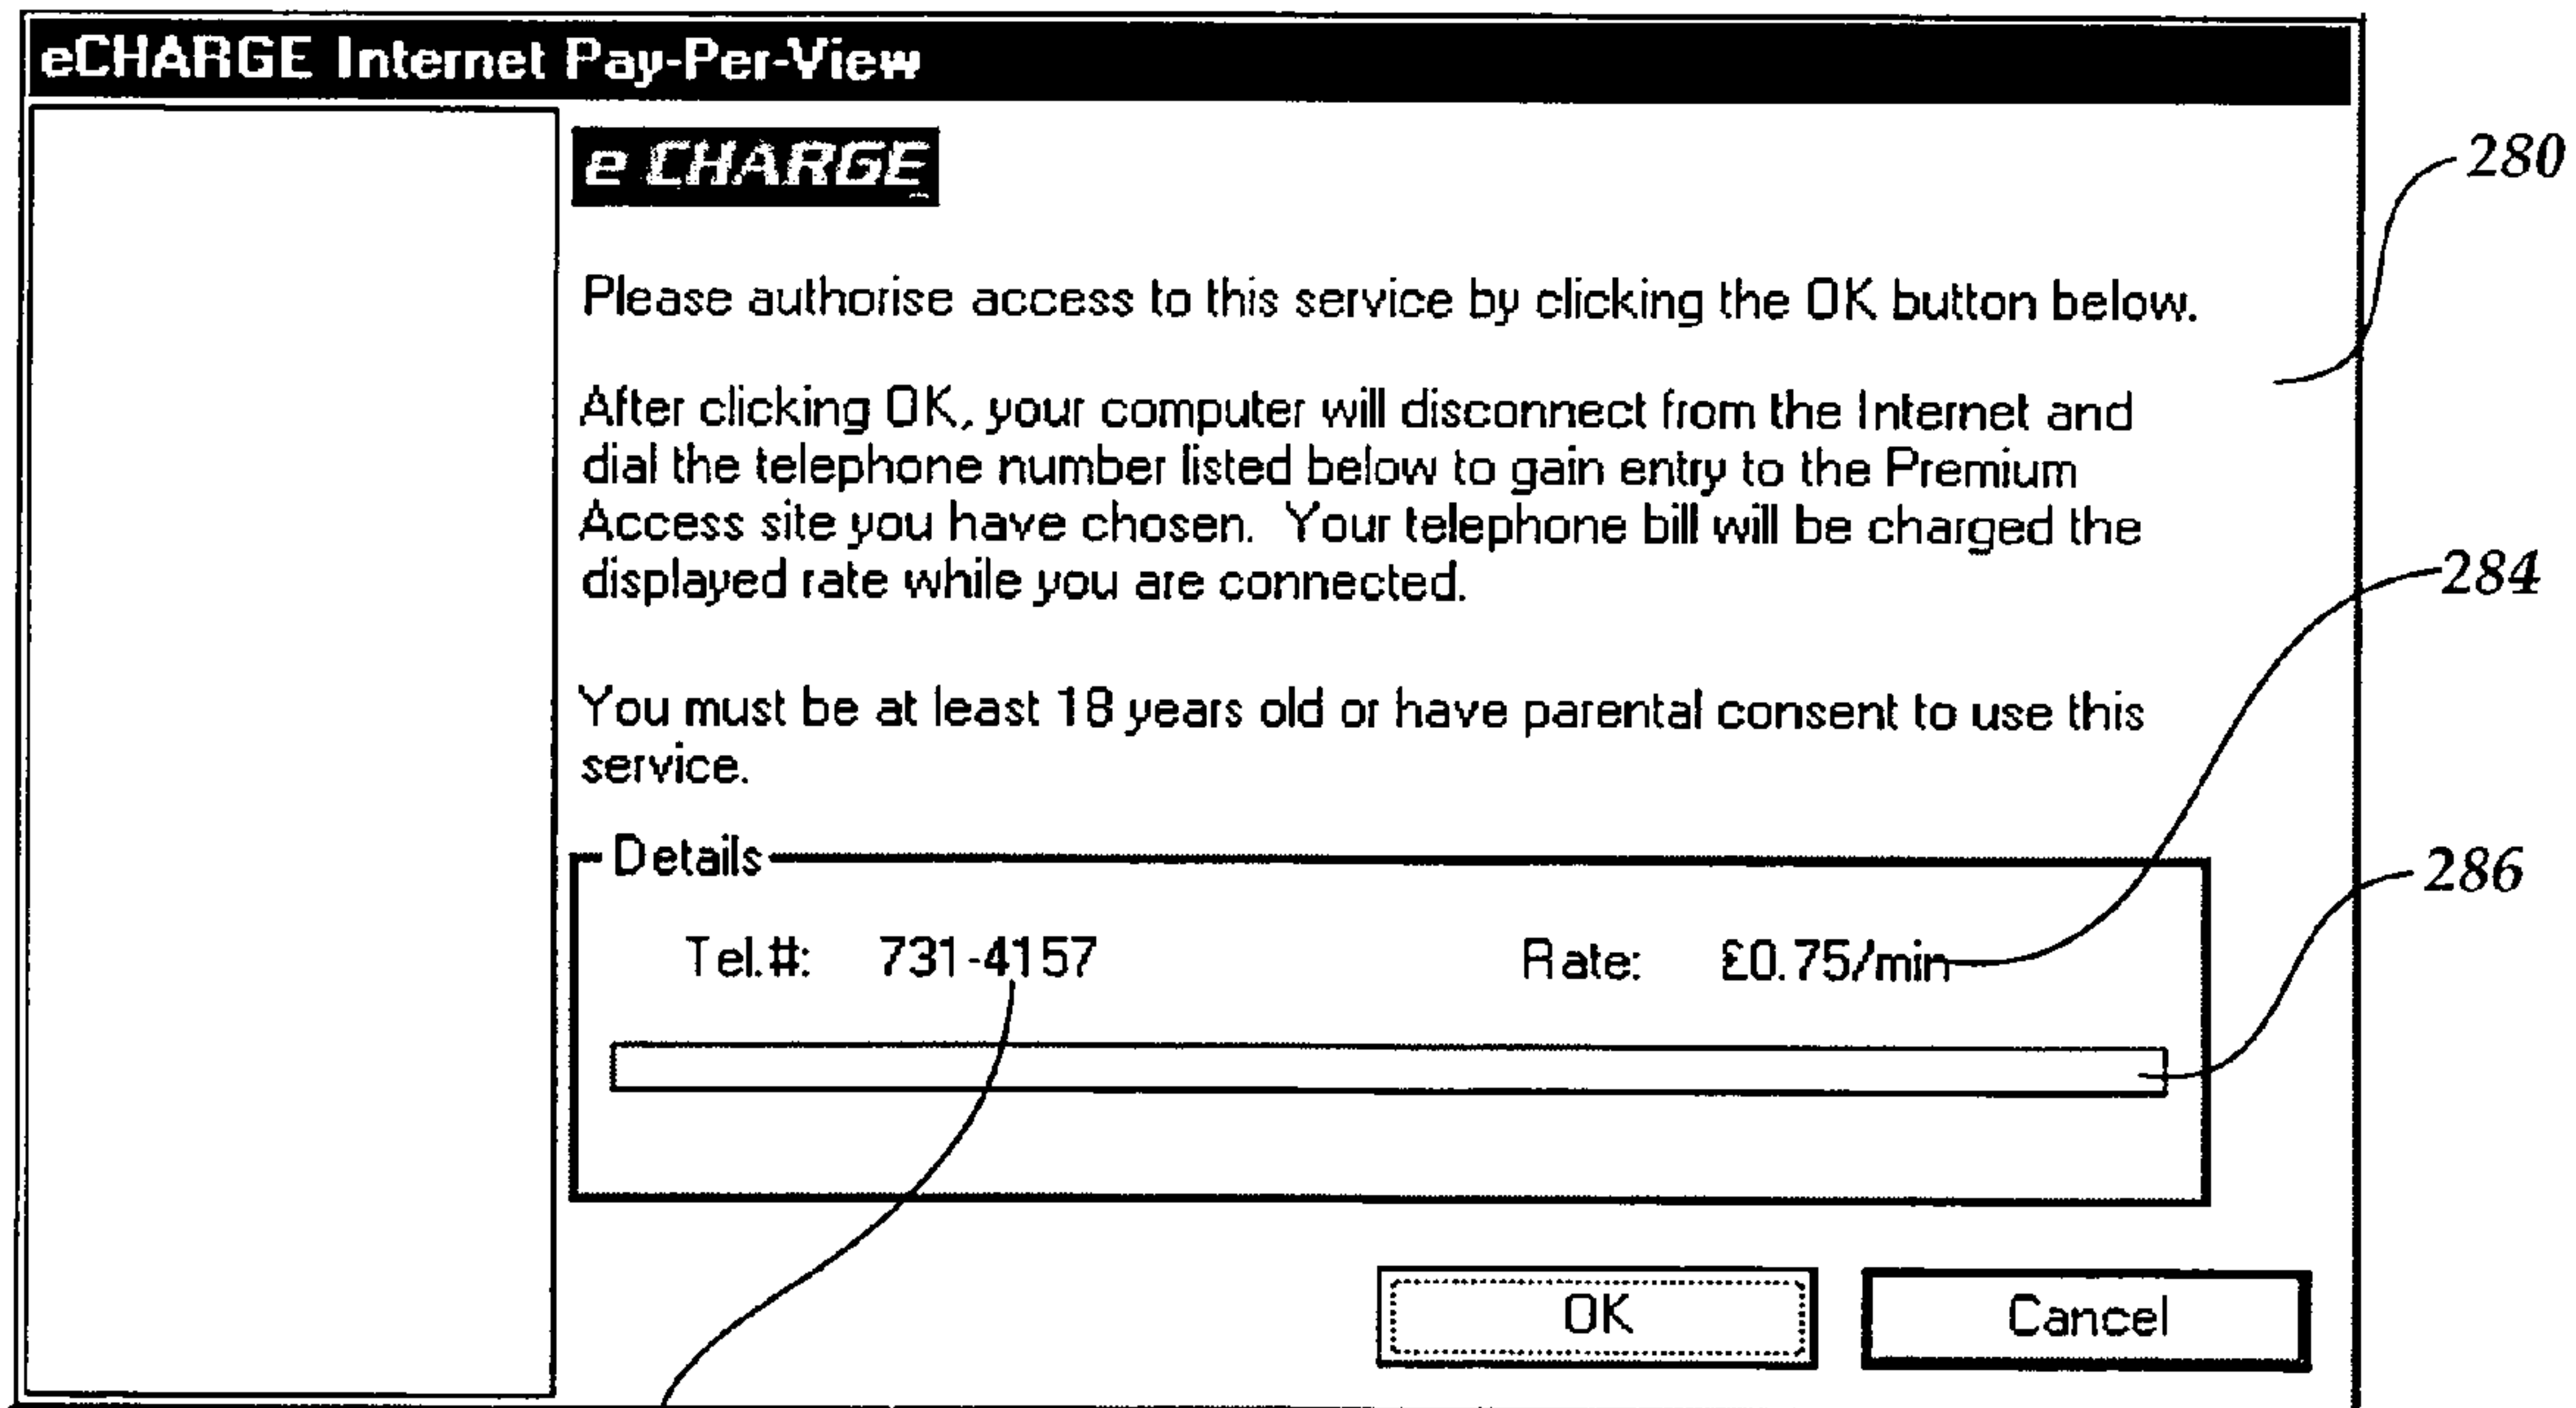 eCHARGE Internet Pay-Per-View
e CHARGE
280
Please authorise access to this service by clicking the OK button below.
After clicking OK, your computer will disconnect from the Internet and
dial the telephone number listed below to gain entry to the Premium
Access site you have chosen. Your telephone bill will be charged the
displayed rate while you are connected.
284
You must be at least 18 years old or have parental consent to use this
service.
Details
286
Tel.#: 731-4157 Rate: £0.75/min
OK Cancel